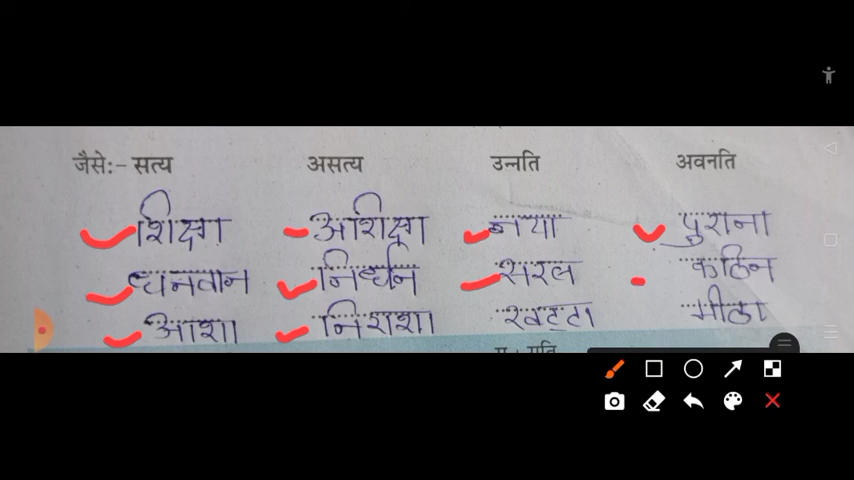 जैसेः- सत्य असत्य उन्नति अवनति
शिक्षा अशिक्षा नया पुराना
धनवान निर्धन सरल कठिन
आशा निराशा खट्टा मीठा